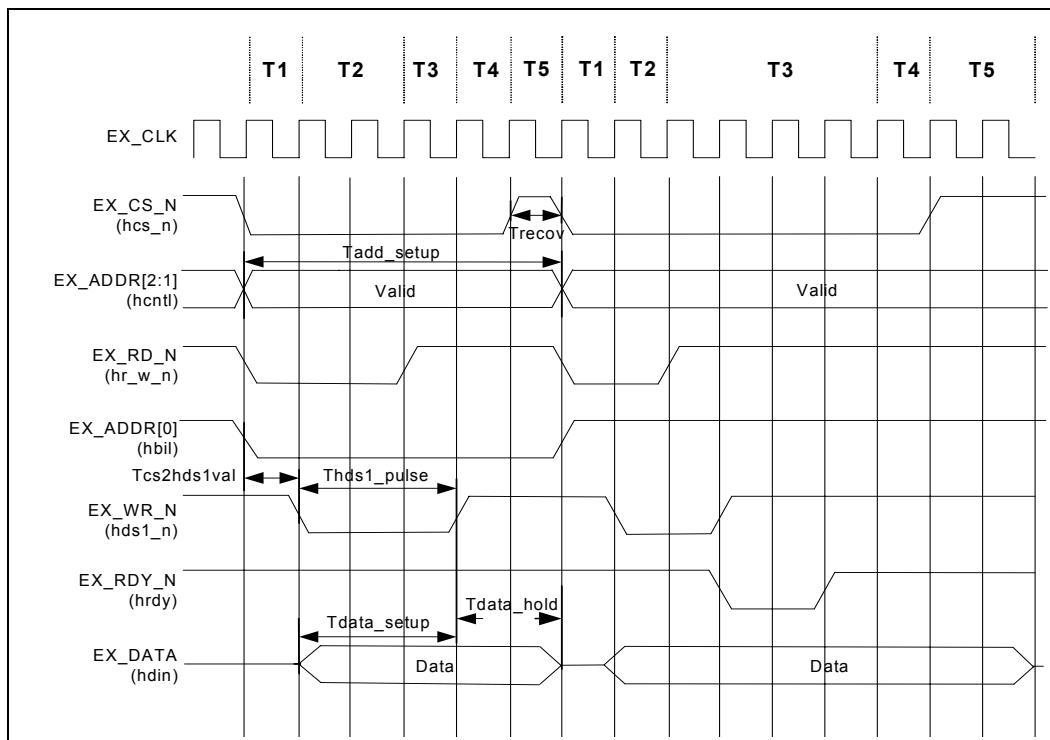 T1 T2 T3 T4 T5 T1 T2 T3 T4 T5
EX_CLK
EX_CS_N
(hcs_n)
Trecov
Tadd_setup
EX_ADDR[2:1]
(hcntl)
Valid Valid
EX_RD_N
(hr_w_n)
EX_ADDR[0]
(hbil)
Tcs2hds1val Thds1_pulse
EX_WR_N
(hds1_n)
EX_RDY_N
(hrdy)
Tdata_hold
Tdata_setup
EX_DATA
(hdin)
Data Data